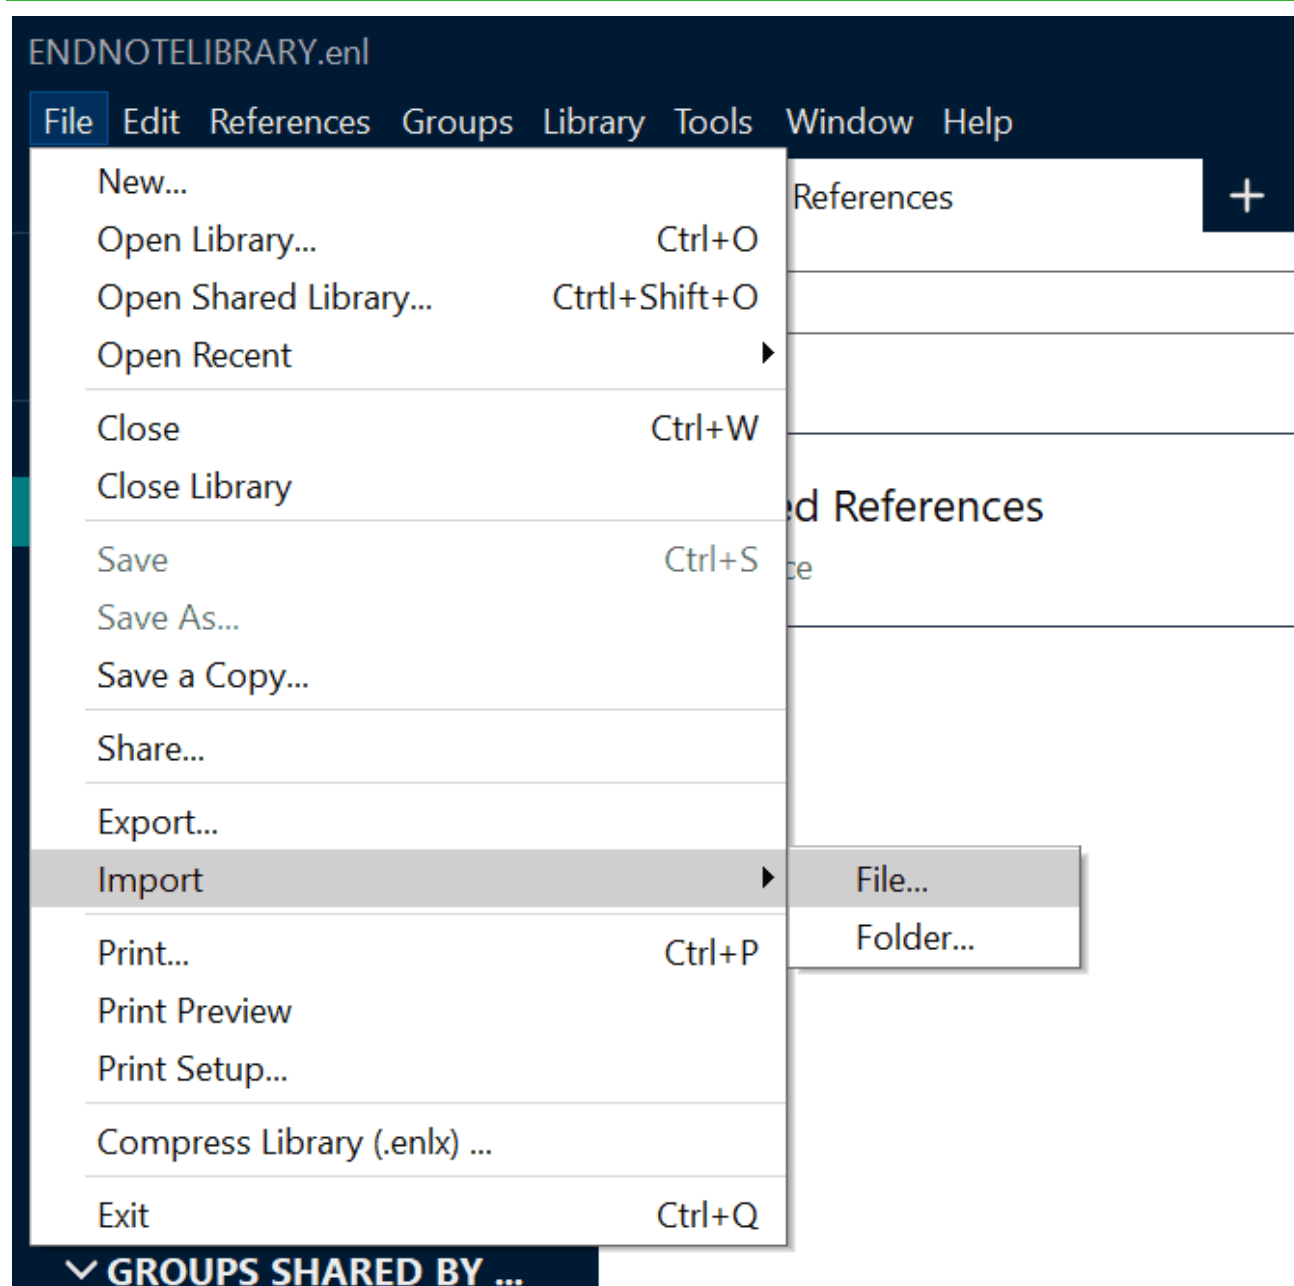 ENDNOTELIBRARY.enl
File Edit References Groups Library Tools Window Help
New...
References +
Open Library... Ctrl+O
Open Shared Library... Ctrtl+Shift+O
Open Recent
Close Ctrl+W
Close Library
ed References
Save Ctrl+S
ce
Save As...
Save a Copy...
Share...
Export...
Import
File...
Folder...
Print... Ctrl+P
Print Preview
Print Setup...
Compress Library (.enlx) ...
Exit Ctrl+Q
GROUPS SHARED BY ...